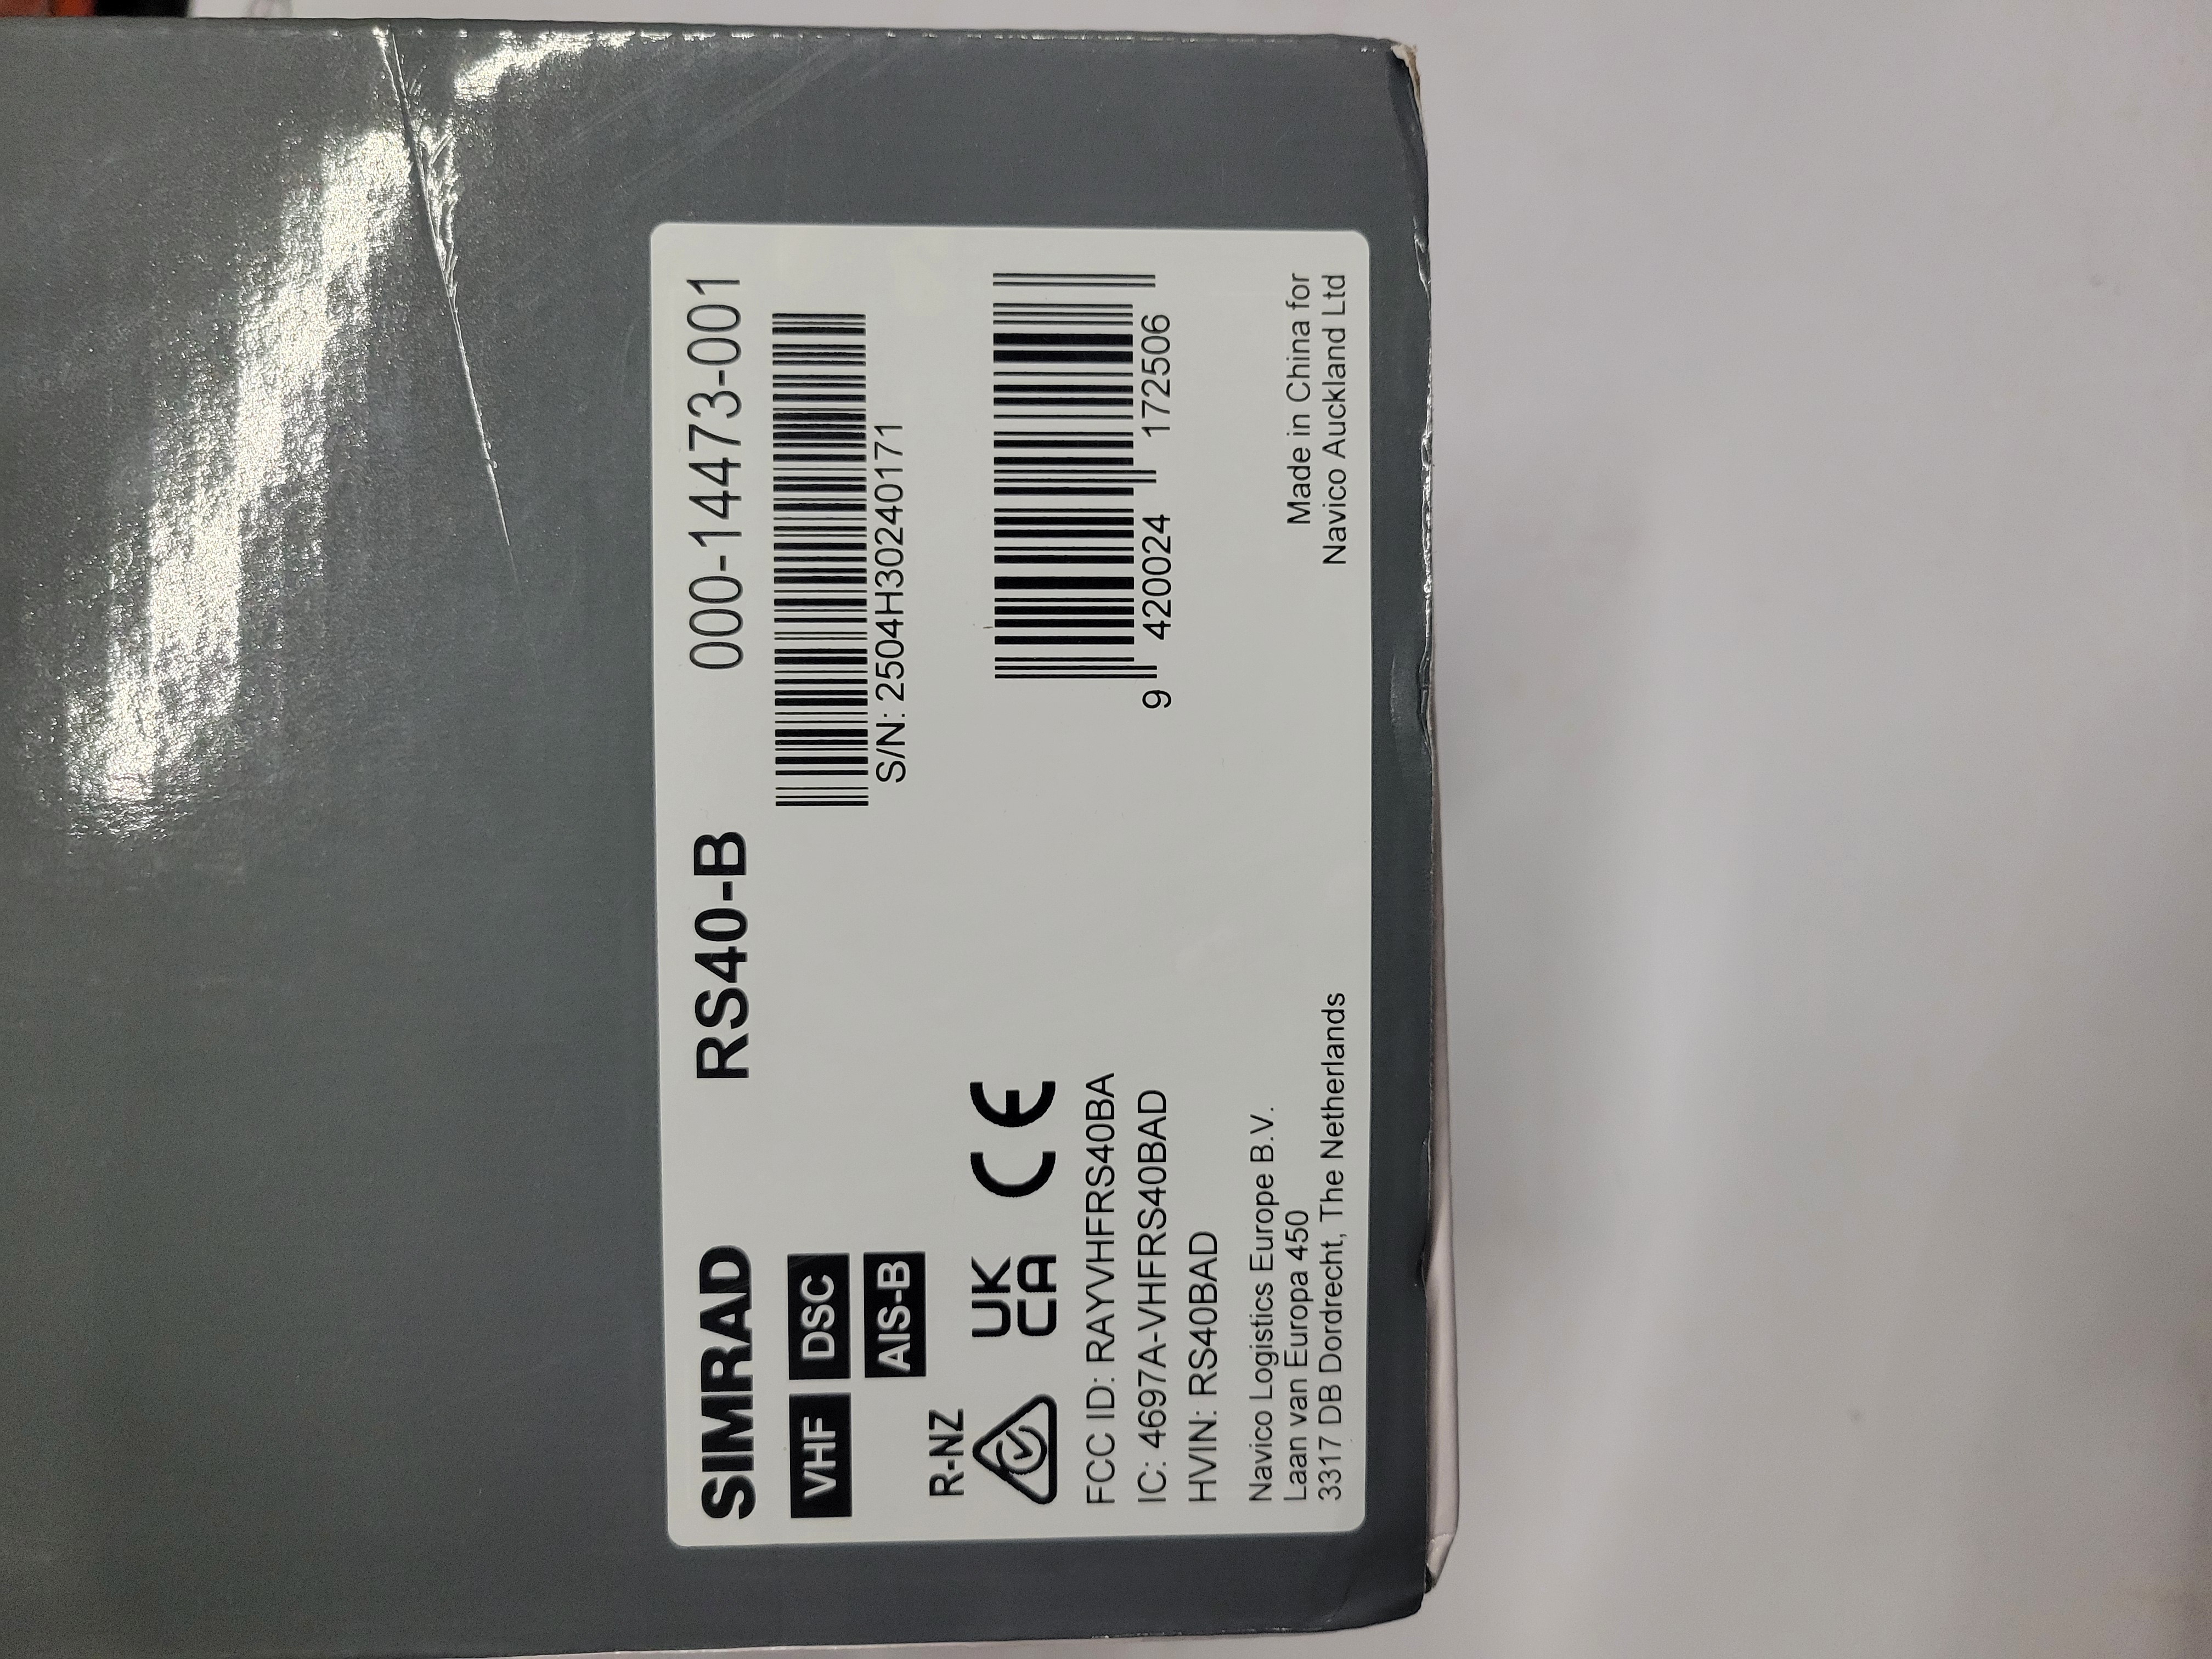 SIMRAD RS40-B 000-14473-001
VHF DSC
AIS-B
S/N: 2504H30240171
R-NZ
UK
CA
CE
9 420024 172506
FCC ID: RAYVHFRS40BA
IC: 4697A-VHFRS40BAD
HVIN: RS40BAD
Navico Logistics Europe B.V.
Laan van Europa 450
3317 DB Dordrecht, The Netherlands
Made in China for
Navico Auckland Ltd